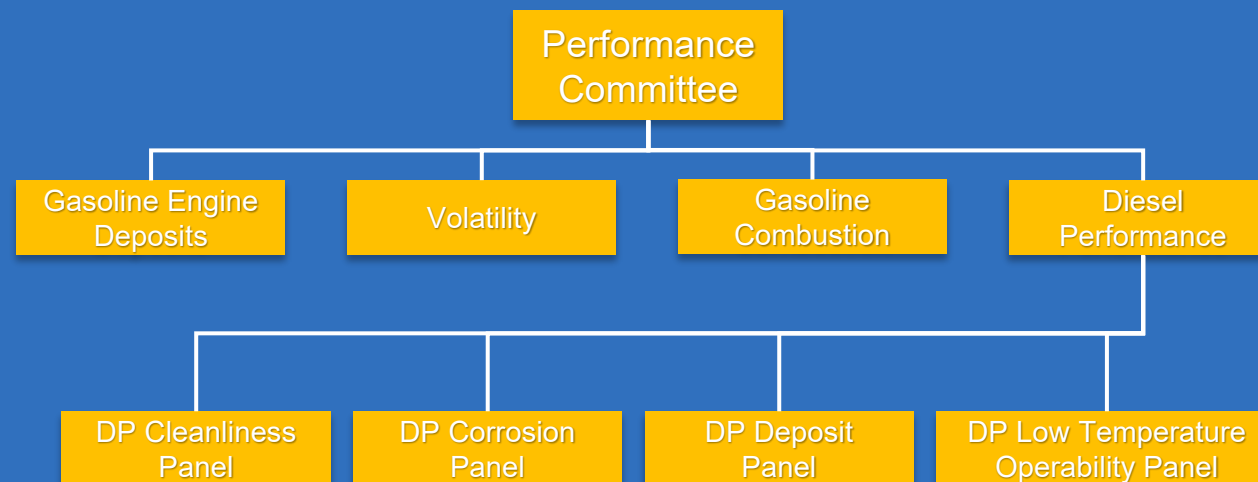 Performance
Committee
Gasoline Engine
Deposits
Volatility
Gasoline
Combustion
Diesel
Performance
DP Cleanliness
Panel
DP Corrosion
Panel
DP Deposit
Panel
DP Low Temperature
Operability Panel